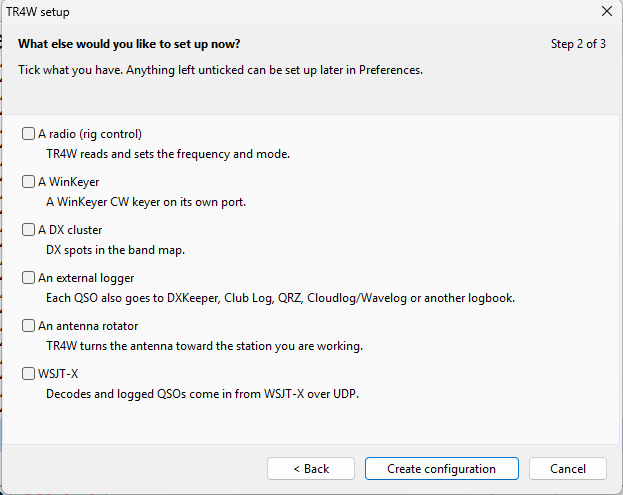 TR4W setup
What else would you like to set up now?
Step 2 of 3
Tick what you have. Anything left unticked can be set up later in Preferences.
A radio (rig control)
TR4W reads and sets the frequency and mode.
A WinKeyer
A WinKeyer CW keyer on its own port.
A DX cluster
DX spots in the band map.
An external logger
Each QSO also goes to DXKeeper, Club Log, QRZ, Cloudlog/Wavelog or another logbook.
An antenna rotator
TR4W turns the antenna toward the station you are working.
WSJT-X
Decodes and logged QSOs come in from WSJT-X over UDP.
< Back
Create configuration
Cancel